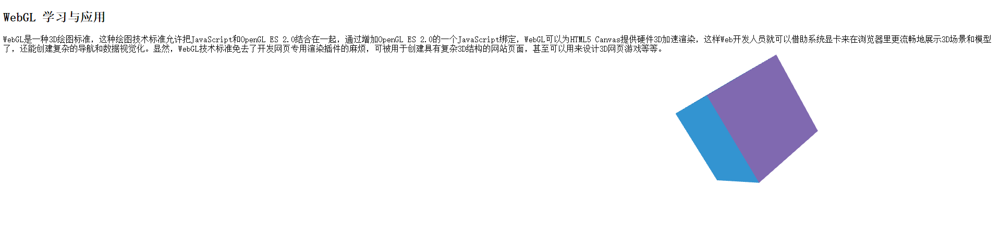 WebGL 学习与应用
WebGL是一种3D绘图标准，这种绘图技术标准允许把JavaScript和OpenGL ES 2.0结合在一起，通过增加OpenGL ES 2.0的一个JavaScript绑定，WebGL可以为HTML5 Canvas提供硬件3D加速渲染，这样Web开发人员就可以借助系统显卡来在浏览器里更流畅地展示3D场景和模型
了，还能创建复杂的导航和数据视觉化。显然，WebGL技术标准免去了开发网页专用渲染插件的麻烦，可被用于创建具有复杂3D结构的网站页面，甚至可以用来设计3D网页游戏等等。